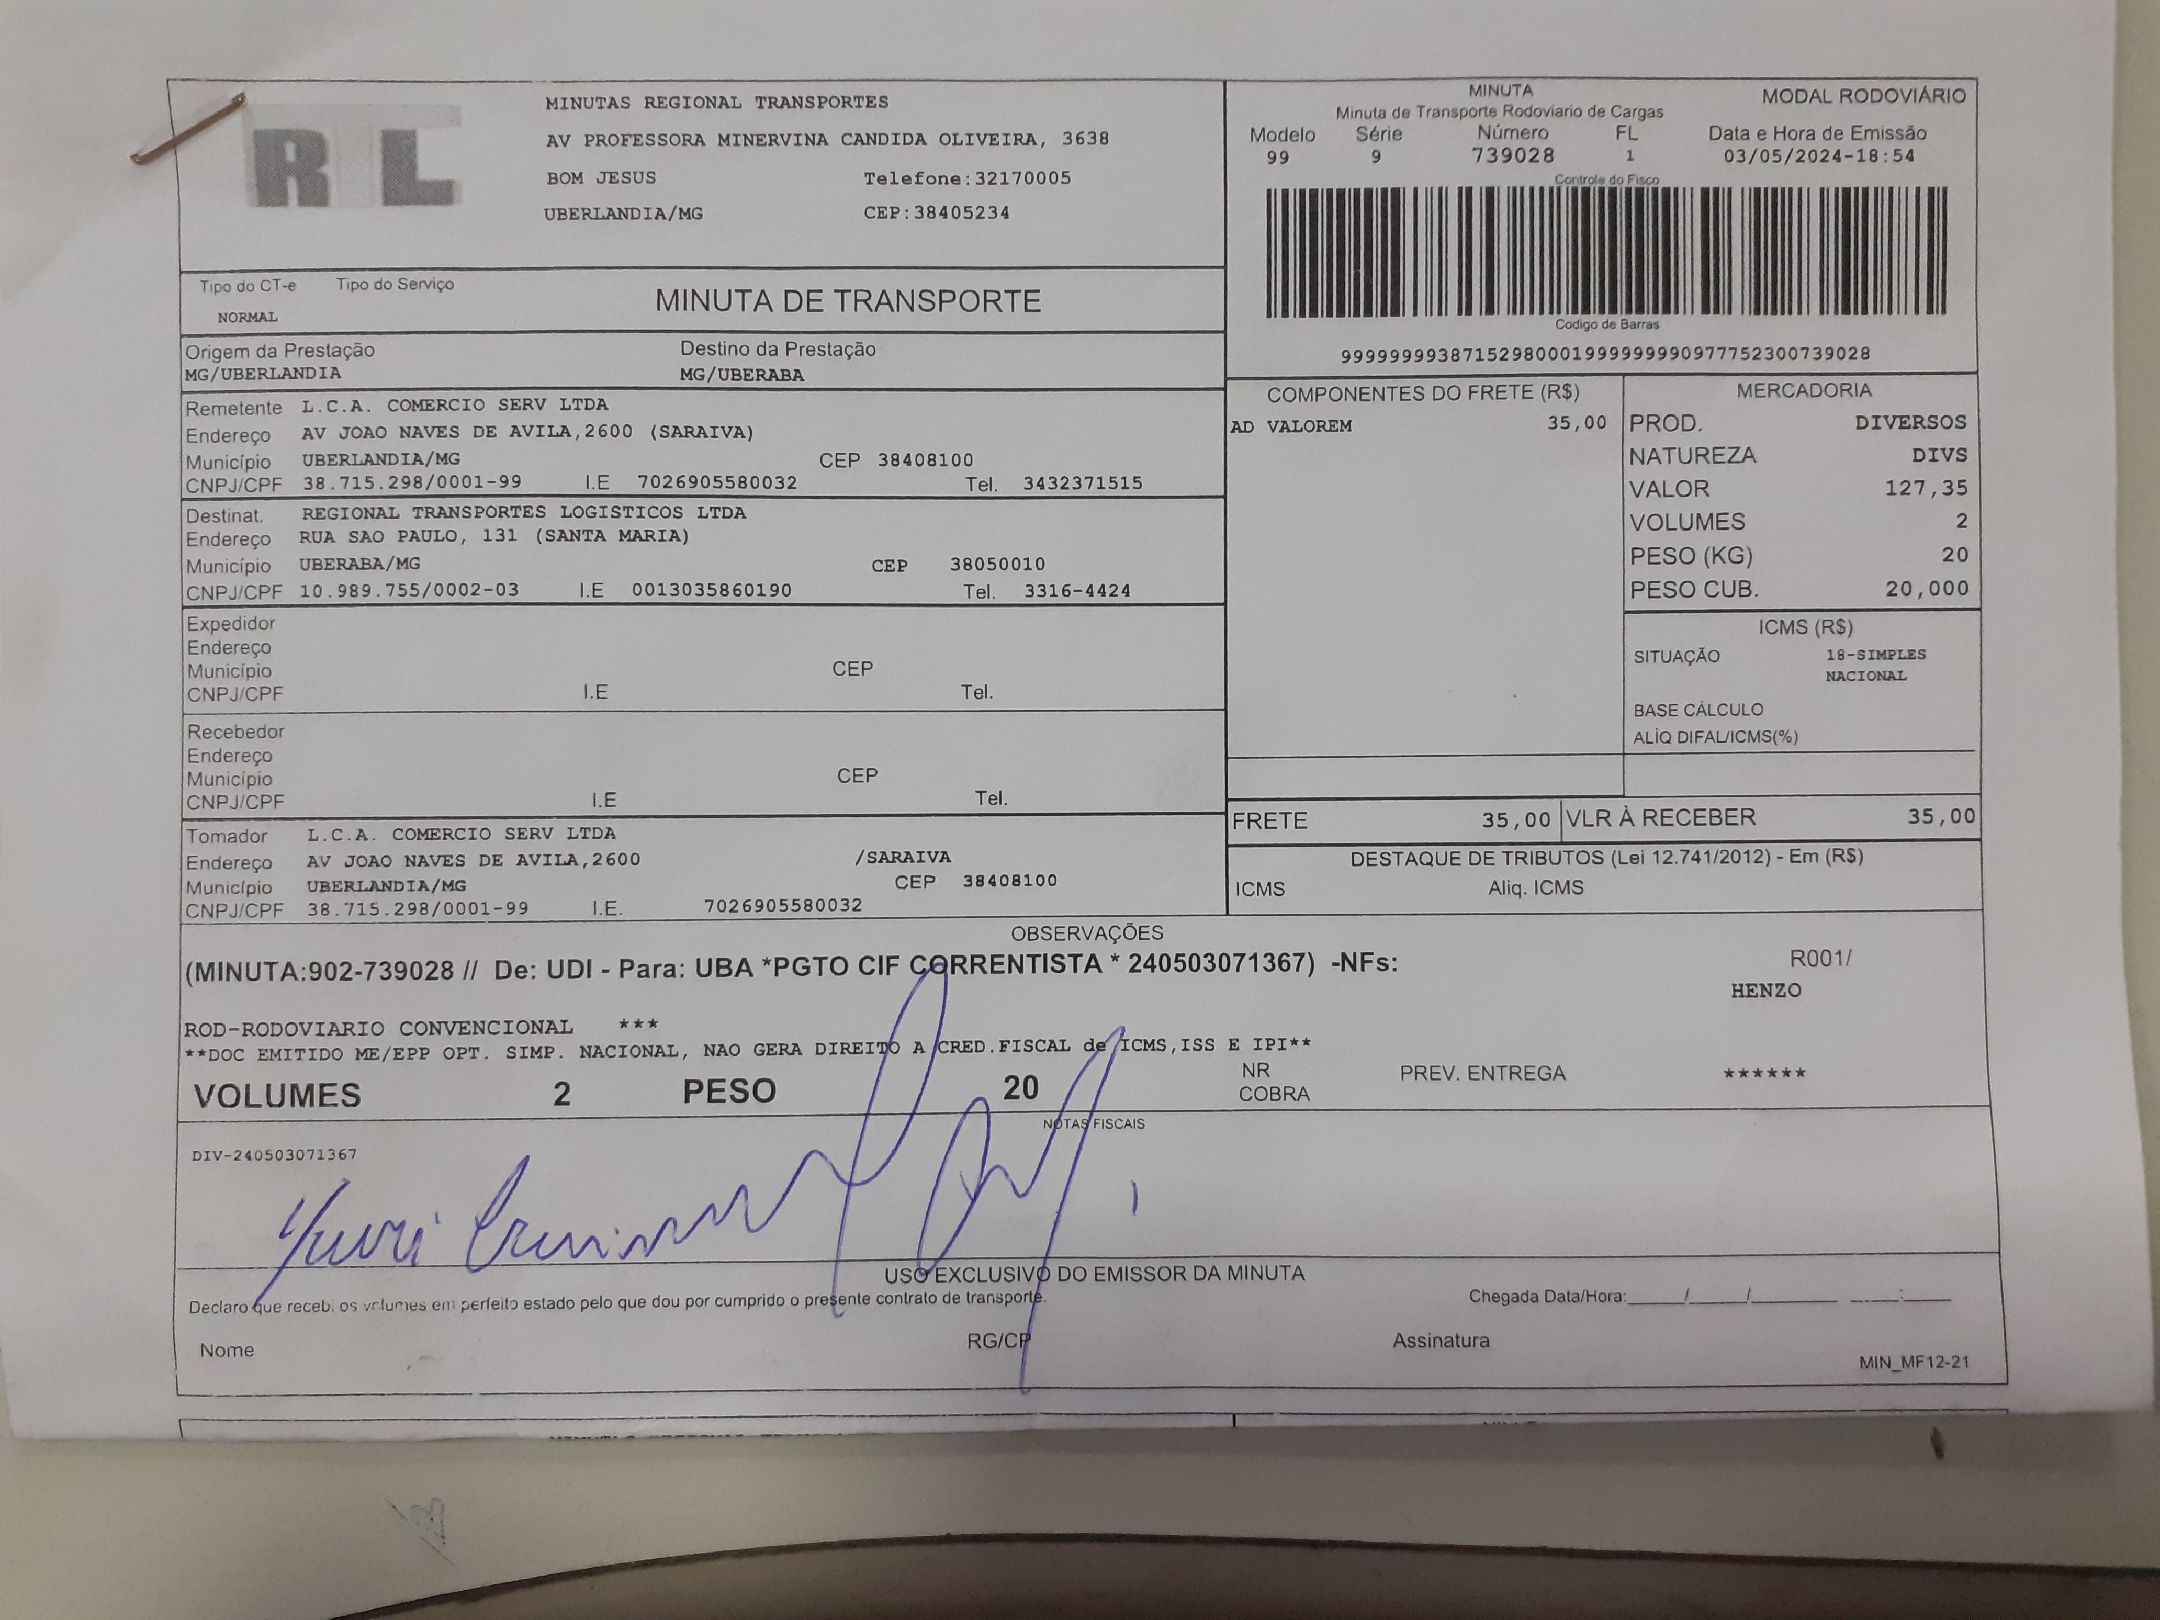 RTL
MINUTAS REGIONAL TRANSPORTES
AV PROFESSORA MINERVINA CANDIDA OLIVEIRA, 3638
BOM JESUS Telefone:32170005
UBERLANDIA/MG CEP:38405234
MINUTA MODAL RODOVIÁRIO
Minuta de Transporte Rodoviario de Cargas
Modelo Série Número FL Data e Hora de Emissão
99 9 739028 1 03/05/2024-18:54
Controle do Fisco
Codigo de Barras
99999999387152980001999999990977752300739028
Tipo do CT-e Tipo do Serviço
NORMAL
MINUTA DE TRANSPORTE
Origem da Prestação Destino da Prestação
MG/UBERLANDIA MG/UBERABA
Remetente L.C.A. COMERCIO SERV LTDA
Endereço AV JOAO NAVES DE AVILA,2600 (SARAIVA)
Município UBERLANDIA/MG CEP 38408100
CNPJ/CPF 38.715.298/0001-99 I.E 7026905580032 Tel. 3432371515
Destinat. REGIONAL TRANSPORTES LOGISTICOS LTDA
Endereço RUA SAO PAULO, 131 (SANTA MARIA)
Município UBERABA/MG CEP 38050010
CNPJ/CPF 10.989.755/0002-03 I.E 0013035860190 Tel. 3316-4424
Expedidor
Endereço
Município CEP
CNPJ/CPF I.E Tel.
Recebedor
Endereço
Município CEP
CNPJ/CPF I.E Tel.
Tomador L.C.A. COMERCIO SERV LTDA
Endereço AV JOAO NAVES DE AVILA,2600 /SARAIVA
Município UBERLANDIA/MG CEP 38408100
CNPJ/CPF 38.715.298/0001-99 I.E. 7026905580032
COMPONENTES DO FRETE (R$)
AD VALOREM 35,00
MERCADORIA
PROD. DIVERSOS
NATUREZA DIVS
VALOR 127,35
VOLUMES 2
PESO (KG) 20
PESO CUB. 20,000
ICMS (R$)
SITUAÇÃO 18-SIMPLES
NACIONAL
BASE CÁLCULO
ALÍQ DIFAL/ICMS(%)
FRETE 35,00 VLR À RECEBER 35,00
DESTAQUE DE TRIBUTOS (Lei 12.741/2012) - Em (R$)
ICMS Aliq. ICMS
OBSERVAÇÕES
(MINUTA:902-739028 // De: UDI - Para: UBA *PGTO CIF CORRENTISTA * 240503071367) -NFs:
R001/
HENZO
ROD-RODOVIARIO CONVENCIONAL ***
**DOC EMITIDO ME/EPP OPT. SIMP. NACIONAL, NAO GERA DIREITO A CRED.FISCAL de ICMS,ISS E IPI**
VOLUMES 2 PESO 20
NR
COBRA
PREV. ENTREGA ******
NOTAS FISCAIS
DIV-240503071367
Yuri
USO EXCLUSIVO DO EMISSOR DA MINUTA
Declaro que recebi os volumes em perfeito estado pelo que dou por cumprido o presente contrato de transporte. Chegada Data/Hora:_____/_____/________ ____:____
Nome RG/CP Assinatura
MIN_MF12-21